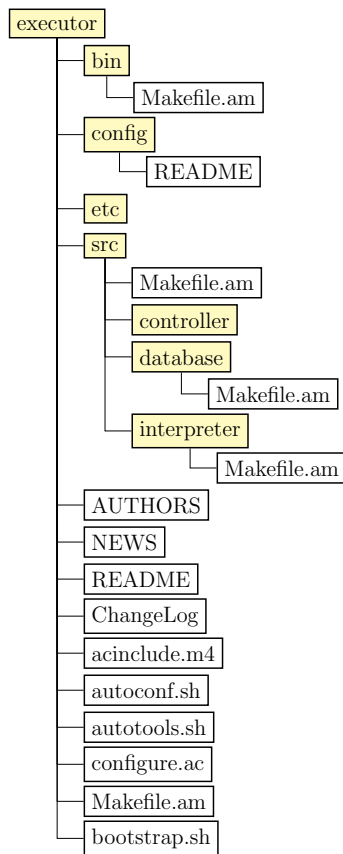 executor
bin
Makefile.am
config
README
etc
src
Makefile.am
controller
database
Makefile.am
interpreter
Makefile.am
AUTHORS
NEWS
README
ChangeLog
acinclude.m4
autoconf.sh
autotools.sh
configure.ac
Makefile.am
bootstrap.sh